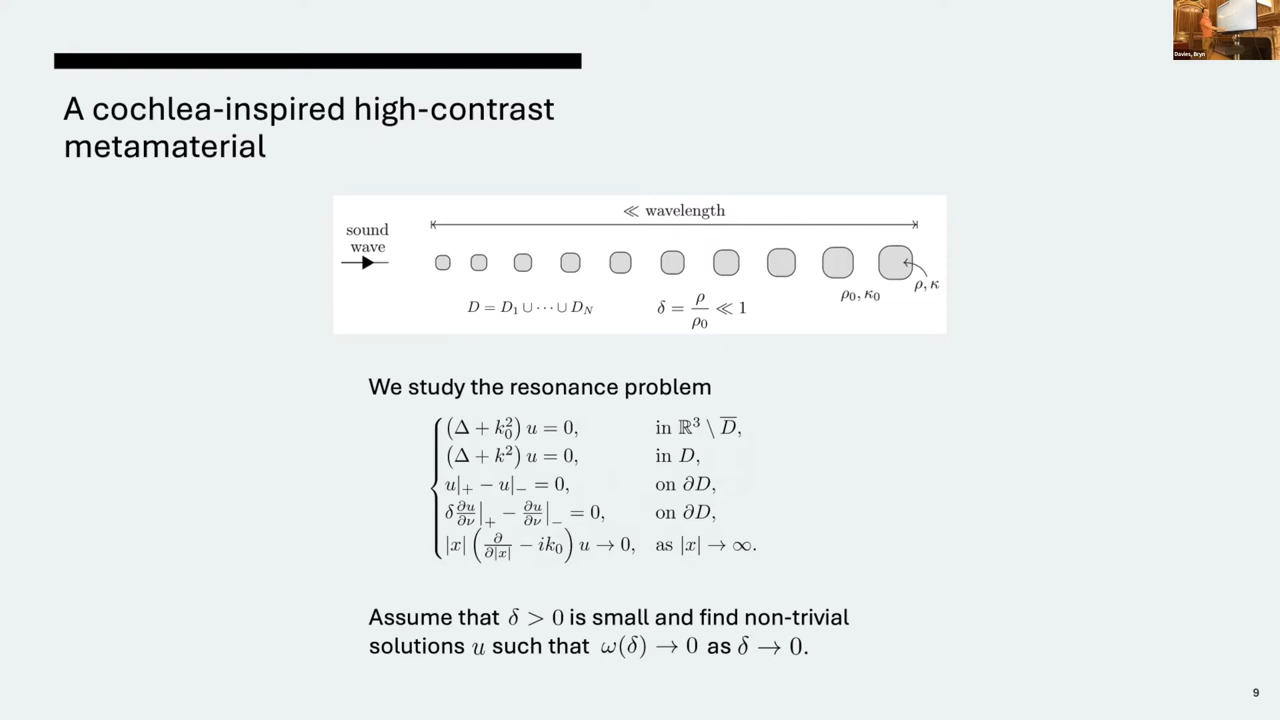 Davies, Bryn
A cochlea-inspired high-contrast
metamaterial
≪ wavelength
sound
wave
ρ, κ
ρ₀, κ₀
D = D₁ ∪ ⋯ ∪ D_N
δ = ρ/ρ₀ ≪ 1
We study the resonance problem
(Δ + k₀²) u = 0, in ℝ³ \ D̅,
(Δ + k²) u = 0, in D,
u|₊ − u|₋ = 0, on ∂D,
δ ∂u/∂ν|₊ − ∂u/∂ν|₋ = 0, on ∂D,
|x| (∂/∂|x| − ik₀) u → 0, as |x| → ∞.
Assume that δ > 0 is small and find non-trivial
solutions u such that ω(δ) → 0 as δ → 0.
9